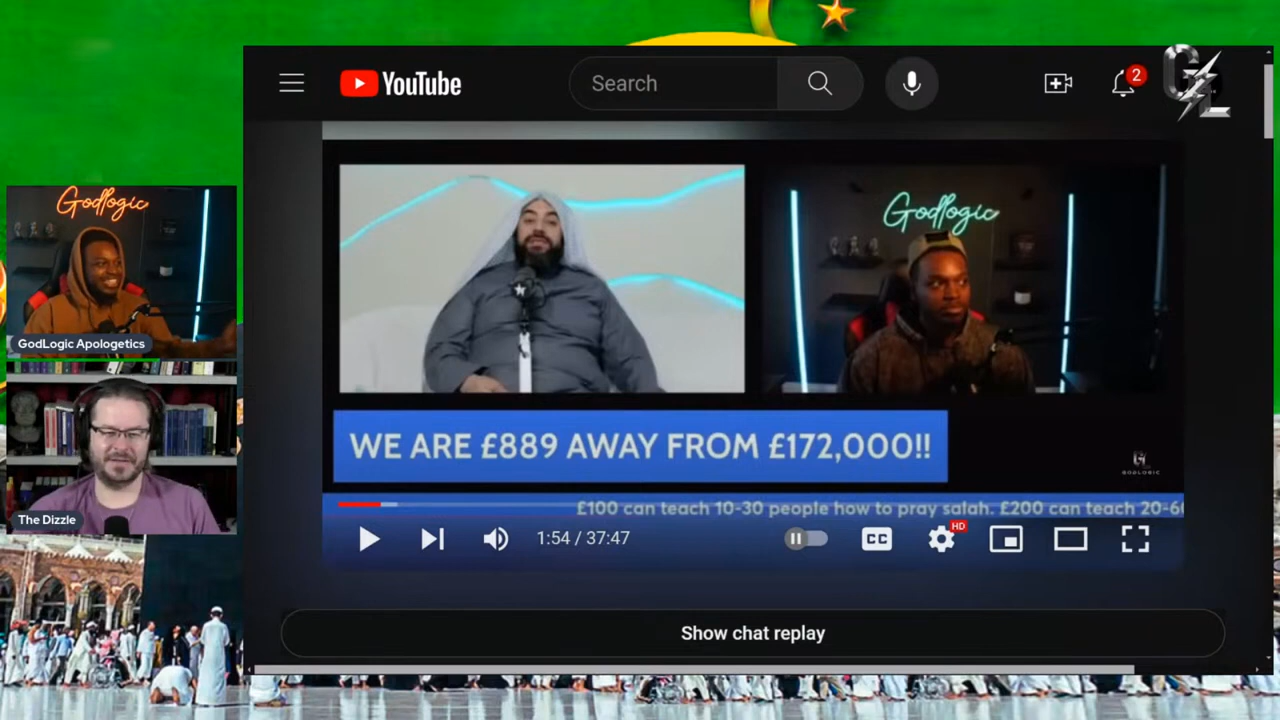 YouTube
Search
2
GL
Godlogic
GodLogic Apologetics
The Dizzle
Godlogic
WE ARE £889 AWAY FROM £172,000!!
GODLOGIC
£100 can teach 10-30 people how to pray salah. £200 can teach 20-6
1:54 / 37:47
CC
HD
Show chat replay